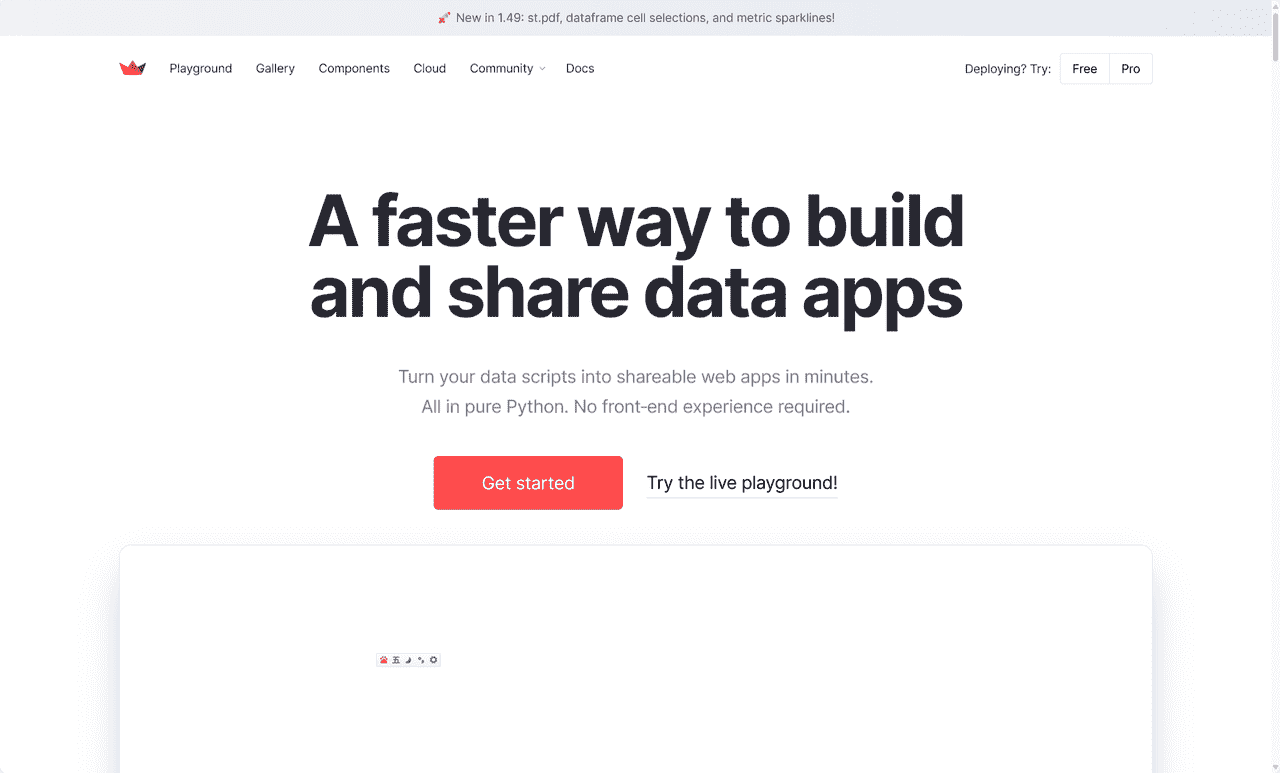 🚀 New in 1.49: st.pdf, dataframe cell selections, and metric sparklines!
Playground Gallery Components Cloud Community Docs Deploying? Try: Free Pro
A faster way to build
and share data apps
Turn your data scripts into shareable web apps in minutes.
All in pure Python. No front-end experience required.
Get started Try the live playground!
五